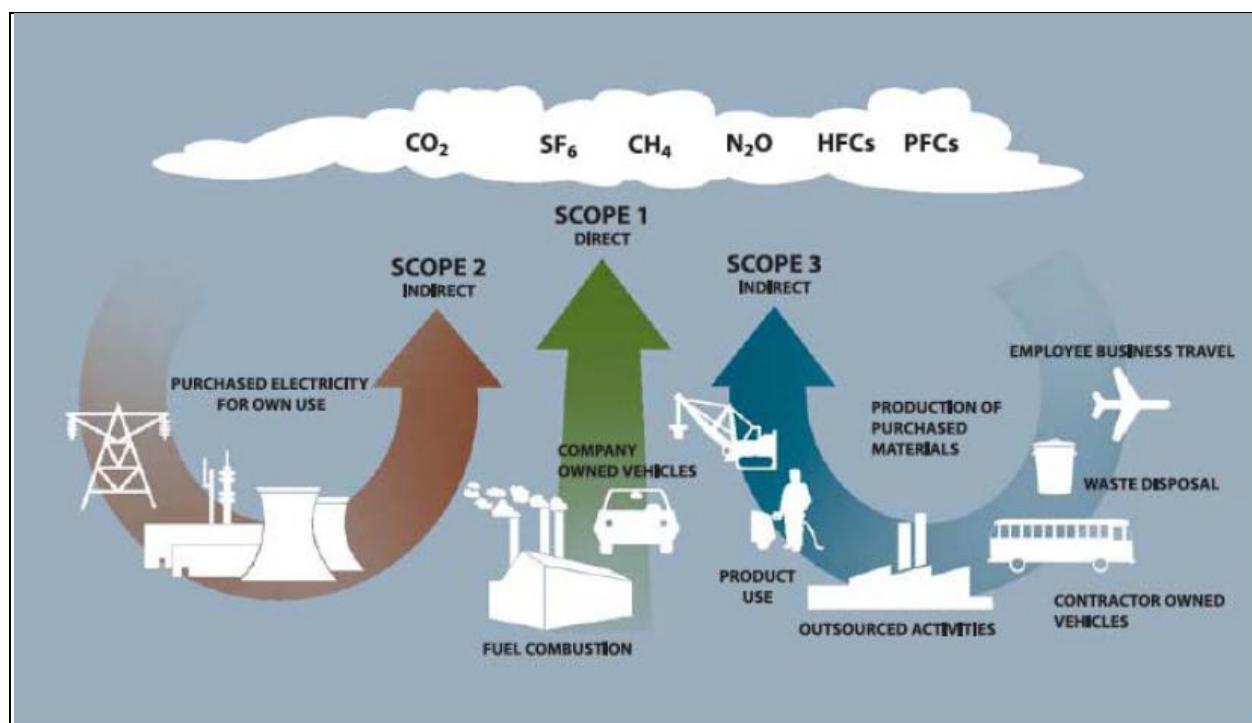 CO₂ SF₆ CH₄ N₂O HFCs PFCs
SCOPE 1
DIRECT
SCOPE 2
INDIRECT
SCOPE 3
INDIRECT
PURCHASED ELECTRICITY
FOR OWN USE
COMPANY
OWNED VEHICLES
FUEL COMBUSTION
EMPLOYEE BUSINESS TRAVEL
PRODUCTION OF
PURCHASED
MATERIALS
WASTE DISPOSAL
PRODUCT
USE
OUTSOURCED ACTIVITIES
CONTRACTOR OWNED
VEHICLES